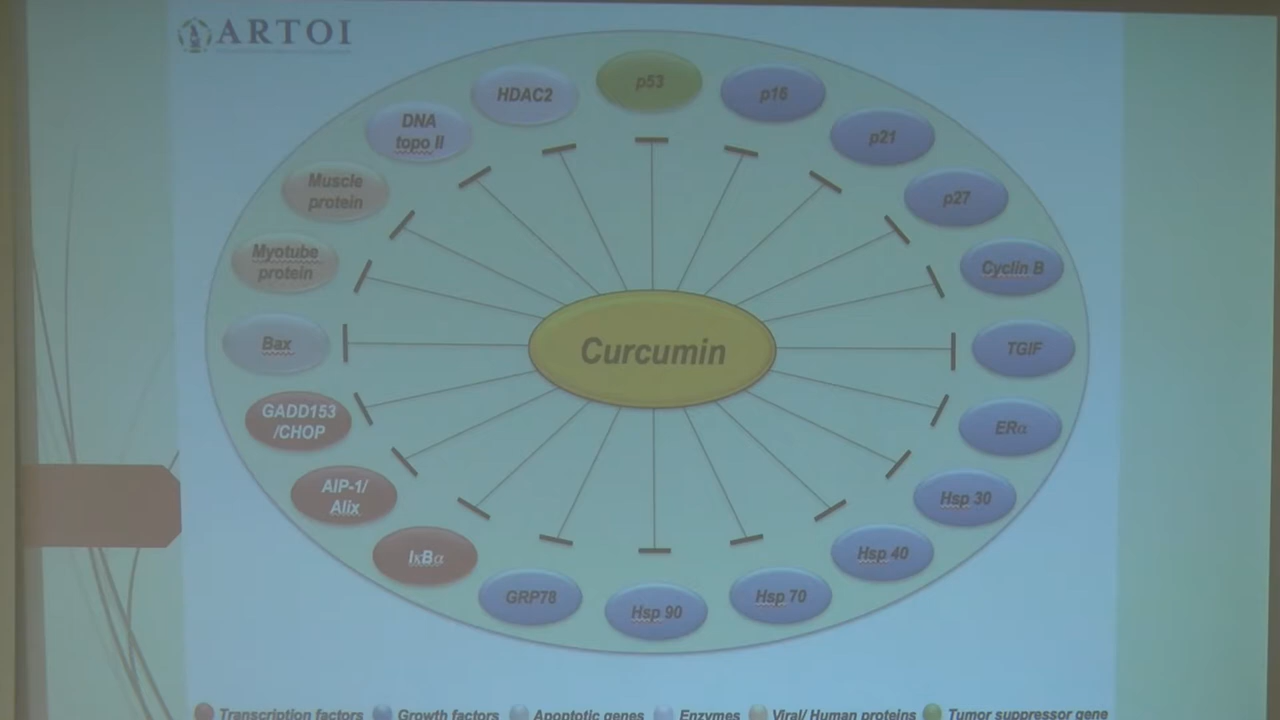 ARTOI
HDAC2
p53
p16
DNA
topo II
p21
Muscle
protein
p27
Myotube
protein
Cyclin B
Bax
Curcumin
TGIF
GADD153
/CHOP
ERα
AIP-1/
Alix
Hsp 30
IκBα
Hsp 40
GRP78
Hsp 90
Hsp 70
Transcription factors
Growth factors
Apoptotic genes
Enzymes
Viral/ Human proteins
Tumor suppressor gene